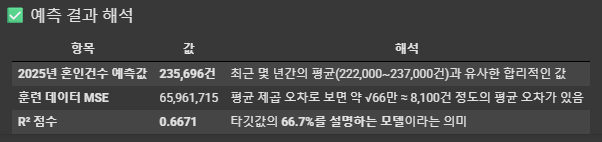 ✅ 예측 결과 해석
항목 값 해석
2025년 혼인건수 예측값 235,696건 최근 몇 년간의 평균(222,000~237,000건)과 유사한 합리적인 값
훈련 데이터 MSE 65,961,715 평균 제곱 오차로 보면 약 √66만 ≈ 8,100건 정도의 평균 오차가 있음
R² 점수 0.6671 타깃값의 66.7%를 설명하는 모델이라는 의미